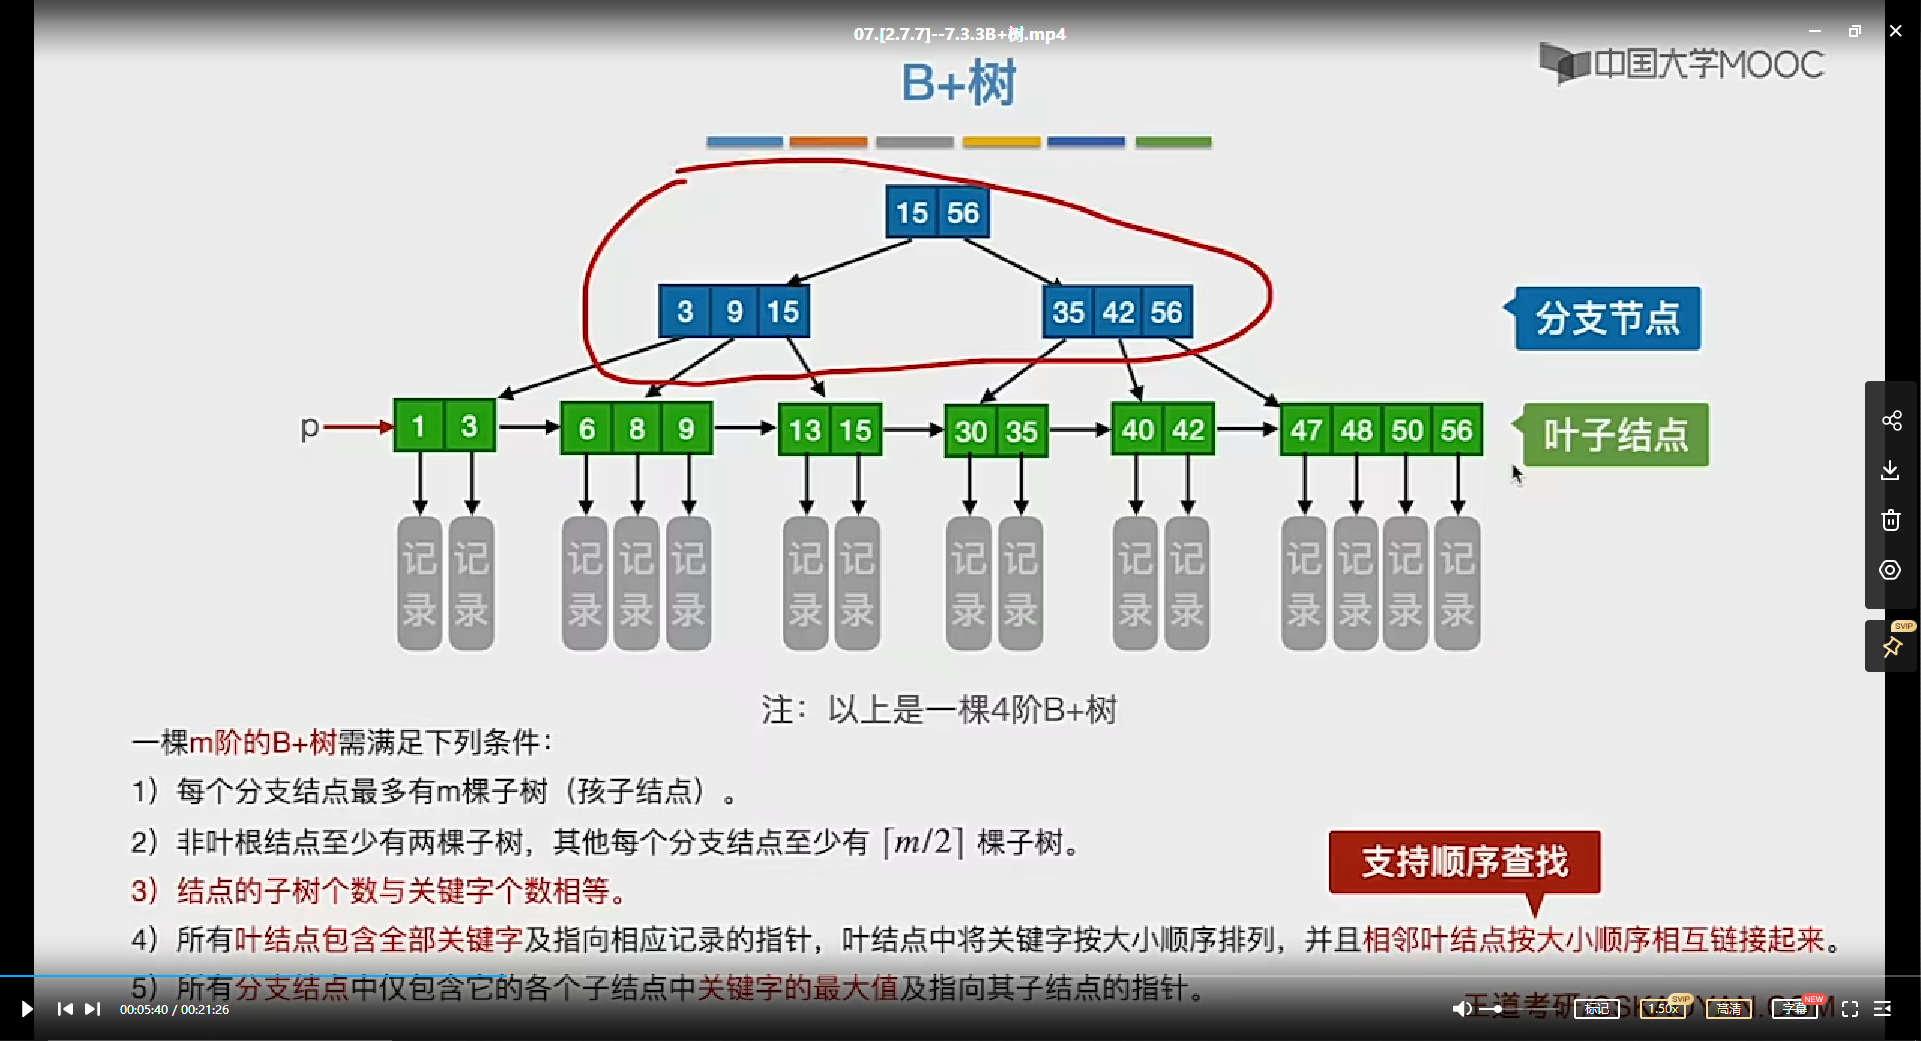 07.[2.7.7]--7.3.3B+树.mp4
中国大学MOOC
B+树
15 56
3 9 15
35 42 56
分支节点
p
1 3
6 8 9
13 15
30 35
40 42
47 48 50 56
叶子结点
记录 记录 记录 记录 记录 记录 记录 记录 记录 记录 记录 记录 记录 记录 记录
注：以上是一棵4阶B+树
一棵m阶的B+树需满足下列条件：
1）每个分支结点最多有m棵子树（孩子结点）。
2）非叶根结点至少有两棵子树，其他每个分支结点至少有 ⌈m/2⌉ 棵子树。
3）结点的子树个数与关键字个数相等。
支持顺序查找
4）所有叶结点包含全部关键字及指向相应记录的指针，叶结点中将关键字按大小顺序排列，并且相邻叶结点按大小顺序相互链接起来。
5）所有分支结点中仅包含它的各个子结点中关键字的最大值及指向其子结点的指针。
SVIP
00:05:40 / 00:21:26
王道考研
标记
1.50x
SVIP
高清
字幕
NEW